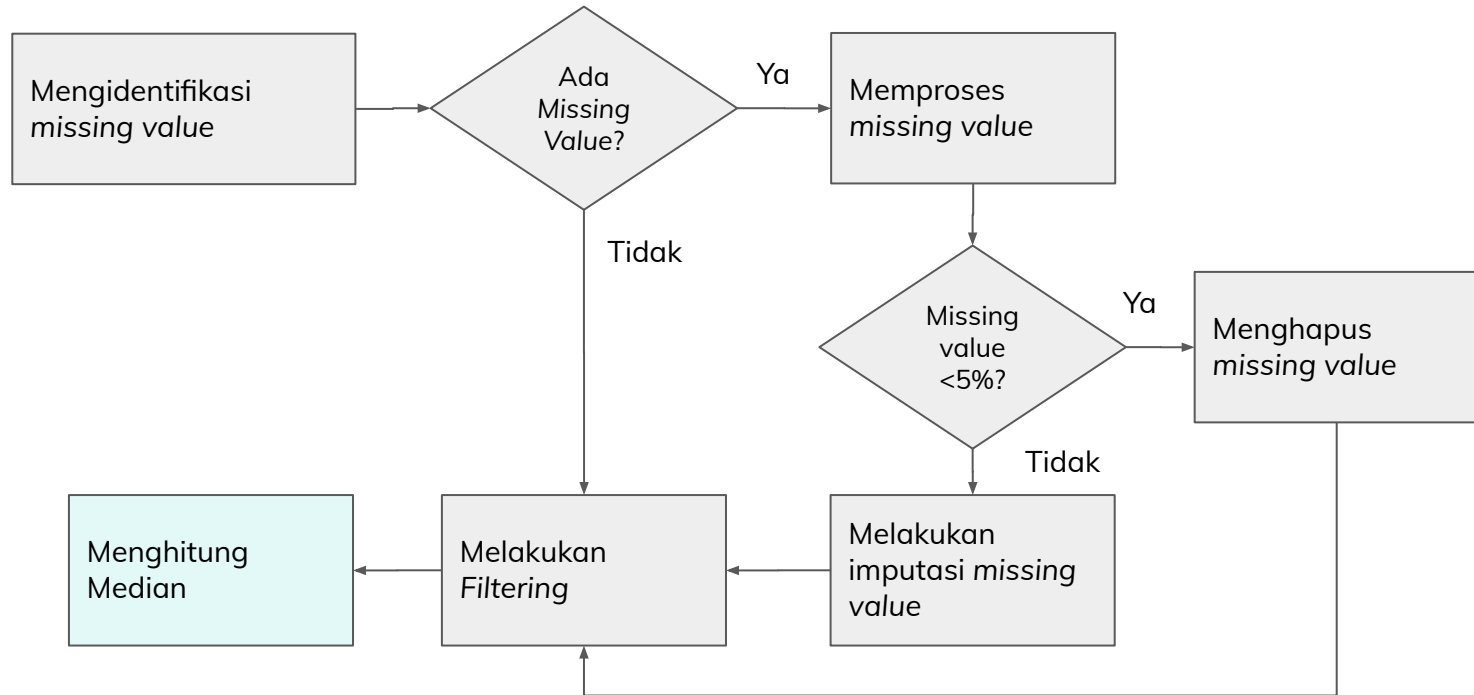 Mengidentifikasi
missing value
Ada
Missing
Value?
Ya
Memproses
missing value
Tidak
Missing
value
<5%?
Ya
Menghapus
missing value
Tidak
Menghitung
Median
Melakukan
Filtering
Melakukan
imputasi missing
value